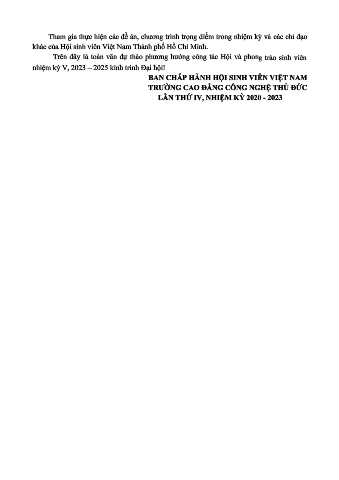 Tham gia thực hiện các đề án, chương trình trọng điểm trong nhiệm kỳ và các chỉ đạo
khác của Hội sinh viên Việt Nam Thành phố Hồ Chí Minh.
Trên đây là toàn văn dự thảo phương hướng công tác Hội và phong trào sinh viên
nhiệm kỳ V, 2023 – 2025 kính trình Đại hội!
BAN CHẤP HÀNH HỘI SINH VIÊN VIỆT NAM
TRƯỜNG CAO ĐẲNG CÔNG NGHỆ THỦ ĐỨC
LẦN THỨ IV, NHIỆM KỲ 2020 - 2023